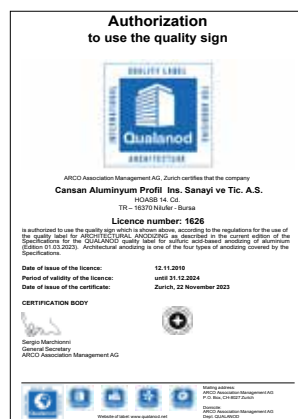 Authorization
to use the quality sign
QUALITY LABEL
INTERNATIONAL
FOR ANODIZING
Qualanod
ARCHITECTURE
ARCO Association Management AG, Zurich certifies that the company
Cansan Aluminyum Profil Ins. Sanayi ve Tic. A.S.
HOASB 14. Cd.
TR – 16370 Nilufer - Bursa
Licence number: 1626
is authorized to use the quality sign which is shown above, according to the regulations for the use of
the quality label for ARCHITECTURAL ANODIZING as described in the current edition of the
Specifications for the QUALANOD quality label for sulfuric acid-based anodizing of aluminium
(Edition 01.03.2023). Architectural anodizing is one of the four types of anodizing covered by the
Specifications.
Date of issue of the licence: 12.11.2010
Period of validity of the licence: until 31.12.2024
Date of issue of the certificate: Zurich, 22 November 2023
CERTIFICATION BODY
Sergio Marchionni
General Secretary
ARCO Association Management AG
Website of label: www.qualanod.net
Mailing address:
ARCO Association Management AG
P.O. Box, CH-8027 Zurich
Domicile:
ARCO Association Management AG
Dept. QUALANOD